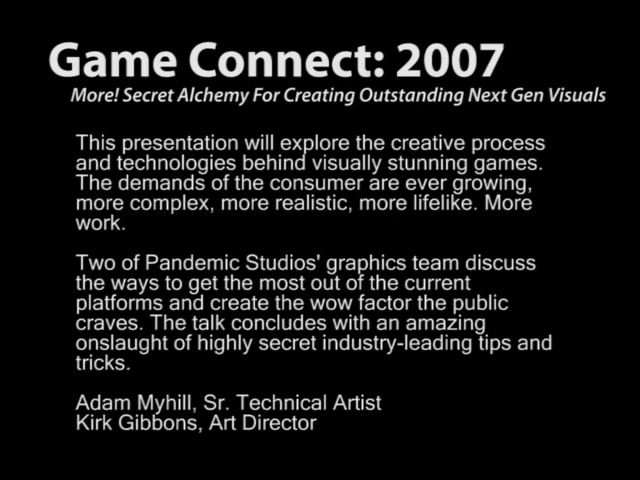 Game Connect: 2007
More! Secret Alchemy For Creating Outstanding Next Gen Visuals
This presentation will explore the creative process
and technologies behind visually stunning games.
The demands of the consumer are ever growing,
more complex, more realistic, more lifelike. More
work.
Two of Pandemic Studios' graphics team discuss
the ways to get the most out of the current
platforms and create the wow factor the public
craves. The talk concludes with an amazing
onslaught of highly secret industry-leading tips and
tricks.
Adam Myhill, Sr. Technical Artist
Kirk Gibbons, Art Director